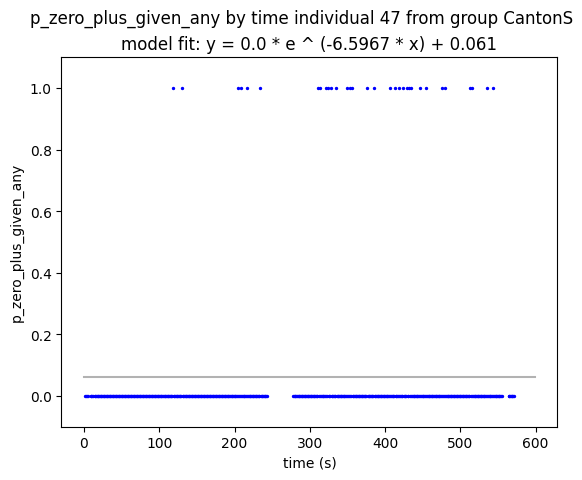 p_zero_plus_given_any by time individual 47 from group CantonS
model fit: y = 0.0 * e ^ (-6.5967 * x) + 0.061
1.0
0.8
0.6
0.4
0.2
0.0
p_zero_plus_given_any
0 100 200 300 400 500 600
time (s)